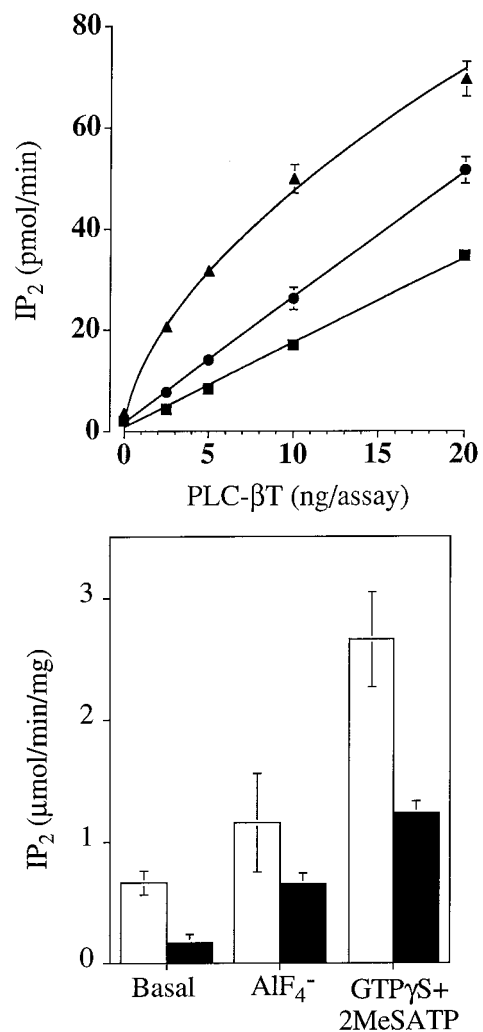 80
60
40
20
0
IP₂ (pmol/min)
0 5 10 15 20
PLC-βT (ng/assay)
3
2
1
0
IP₂ (μmol/min/mg)
Basal AlF₄⁻ GTPγS+
2MeSATP